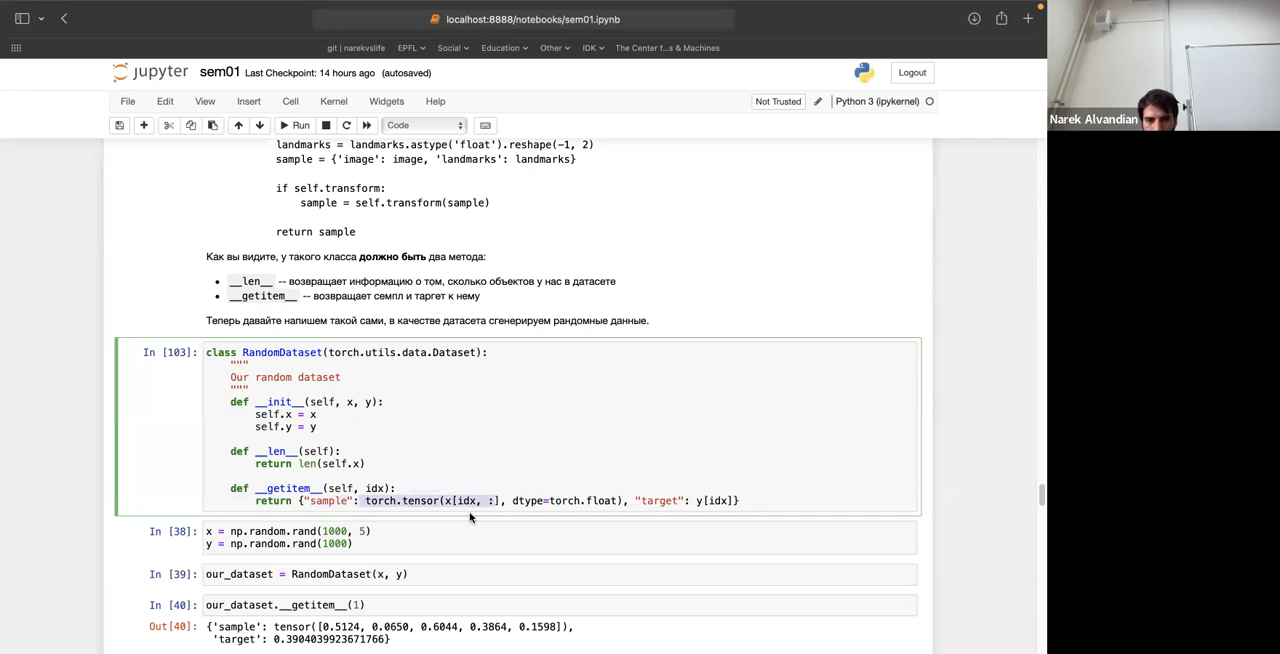 localhost:8888/notebooks/sem01.ipynb
git | narekvslife EPFL Social Education Other IDK The Center f...s & Machines
jupyter sem01 Last Checkpoint: 14 hours ago (autosaved) Logout
File Edit View Insert Cell Kernel Widgets Help Not Trusted Python 3 (ipykernel)
Run Code
Narek Alvandian
landmarks = landmarks.astype('float').reshape(-1, 2)
sample = {'image': image, 'landmarks': landmarks}
if self.transform:
sample = self.transform(sample)
return sample
Как вы видите, у такого класса должно быть два метода:
• __len__ -- возвращает информацию о том, сколько объектов у нас в датасете
• __getitem__ -- возвращает семпл и таргет к нему
Теперь давайте напишем такой сами, в качестве датасета сгенерируем рандомные данные.
In [103]: class RandomDataset(torch.utils.data.Dataset):
"""
Our random dataset
"""
def __init__(self, x, y):
self.x = x
self.y = y
def __len__(self):
return len(self.x)
def __getitem__(self, idx):
return {"sample": torch.tensor(x[idx, :], dtype=torch.float), "target": y[idx]}
In [38]: x = np.random.rand(1000, 5)
y = np.random.rand(1000)
In [39]: our_dataset = RandomDataset(x, y)
In [40]: our_dataset.__getitem__(1)
Out[40]: {'sample': tensor([0.5124, 0.0650, 0.6044, 0.3864, 0.1598]),
'target': 0.3904039923671766}